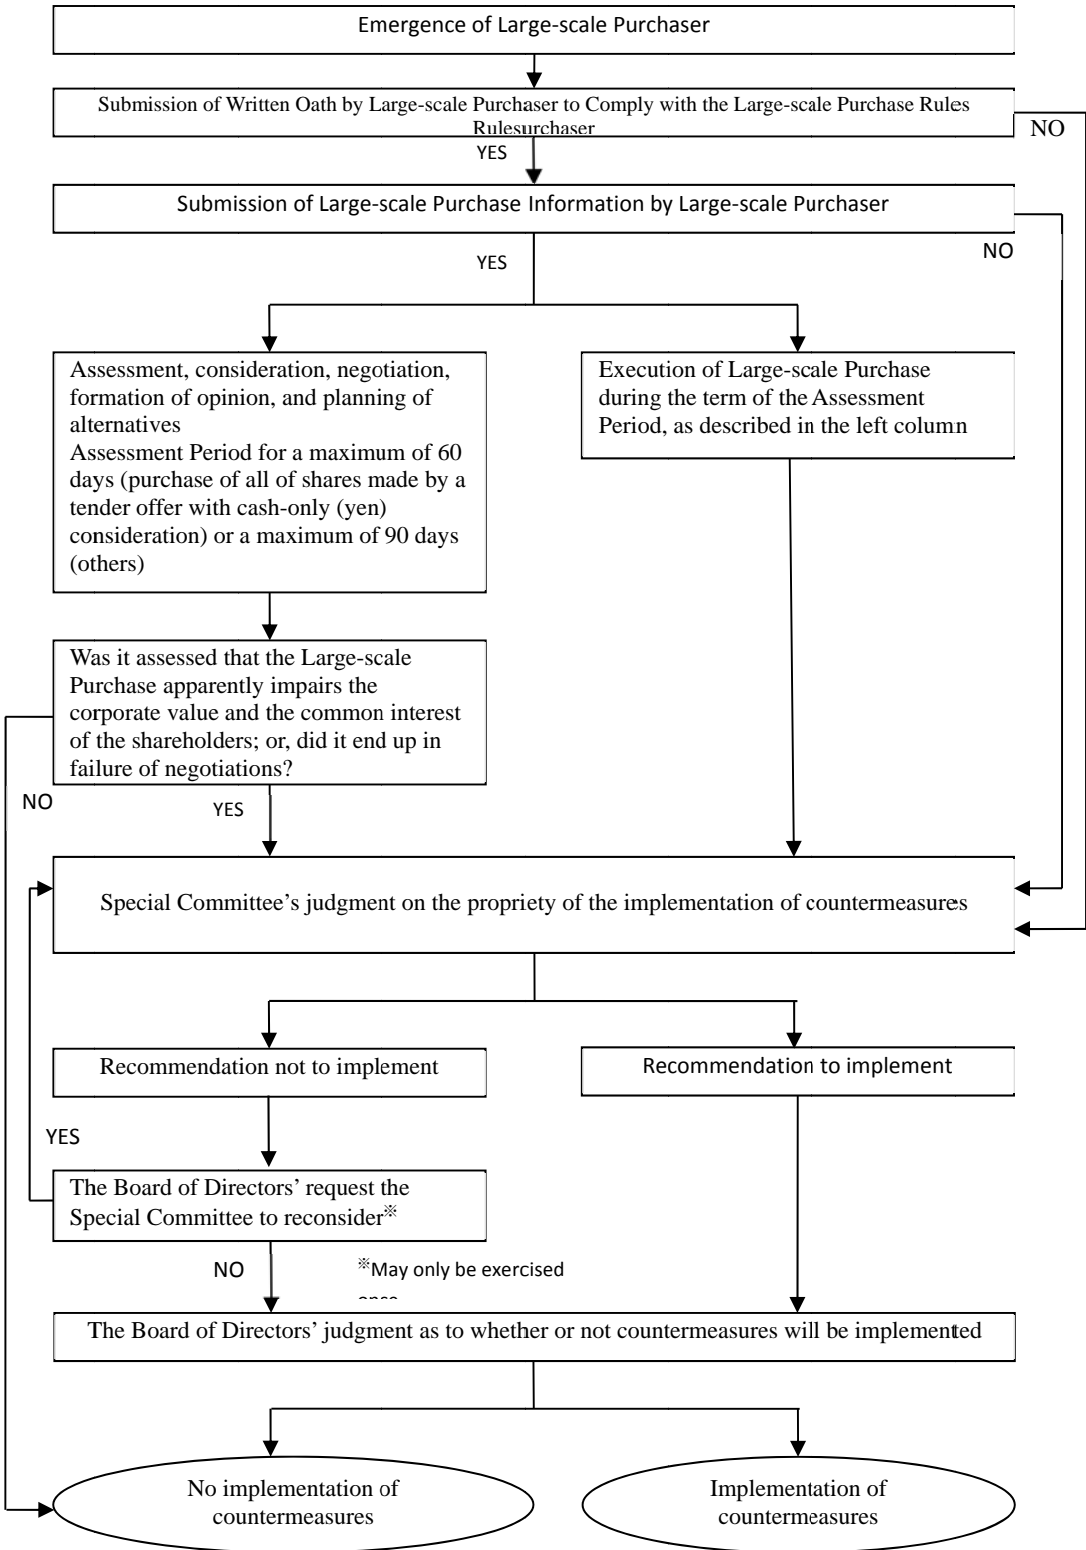 Emergence of Large-scale Purchaser
Submission of Written Oath by Large-scale Purchaser to Comply with the Large-scale Purchase Rules
Rulesurchaser
NO
YES
Submission of Large-scale Purchase Information by Large-scale Purchaser
NO
YES
Assessment, consideration, negotiation,
formation of opinion, and planning of
alternatives
Assessment Period for a maximum of 60
days (purchase of all of shares made by a
tender offer with cash-only (yen)
consideration) or a maximum of 90 days
(others)
Execution of Large-scale Purchase
during the term of the Assessment
Period, as described in the left column
Was it assessed that the Large-scale
Purchase apparently impairs the
corporate value and the common interest
of the shareholders; or, did it end up in
failure of negotiations?
NO
YES
Special Committee’s judgment on the propriety of the implementation of countermeasures
Recommendation not to implement
Recommendation to implement
YES
The Board of Directors’ request the
Special Committee to reconsider※
NO
※May only be exercised
The Board of Directors’ judgment as to whether or not countermeasures will be implemented
No implementation of
countermeasures
Implementation of
countermeasures